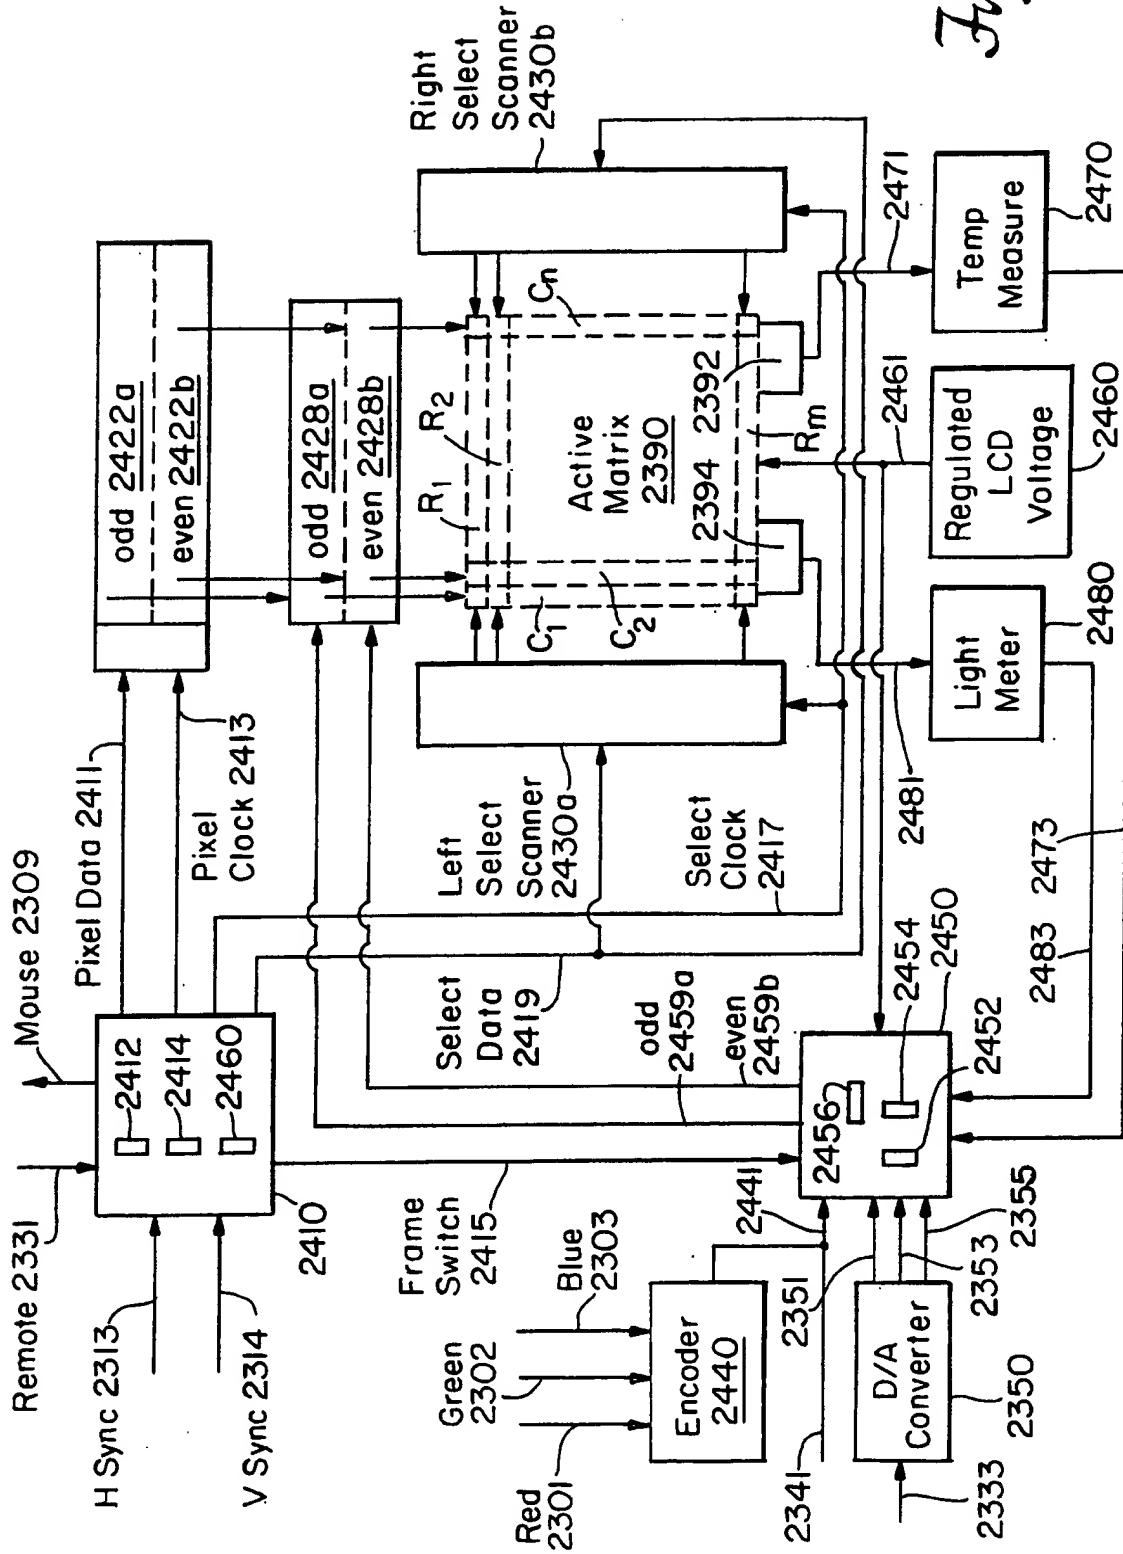 Remote 2331
Mouse 2309
H Sync 2313
V Sync 2314
2410
2412
2414
2460
Pixel Data 2411
Pixel
Clock 2413
odd 2422a
even 2422b
odd 2428a
even 2428b
Frame
Switch
2415
Select
Data
2419
odd
2459a
even
2459b
Left
Select
Scanner
2430a
Select
Clock
2417
Right
Select
Scanner
2430b
R1
R2
Rm
C1
C2
Cn
Active
Matrix
2390
2394
2392
Red
2301
Green
2302
Blue
2303
Encoder
2440
2341
2441
2333
D/A
Converter
2350
2351
2353
2355
2456
2454
2452
2450
2481
2483
2473
Light
Meter
2480
Regulated
LCD
Voltage
2460
2461
Temp
Measure
2470
2471